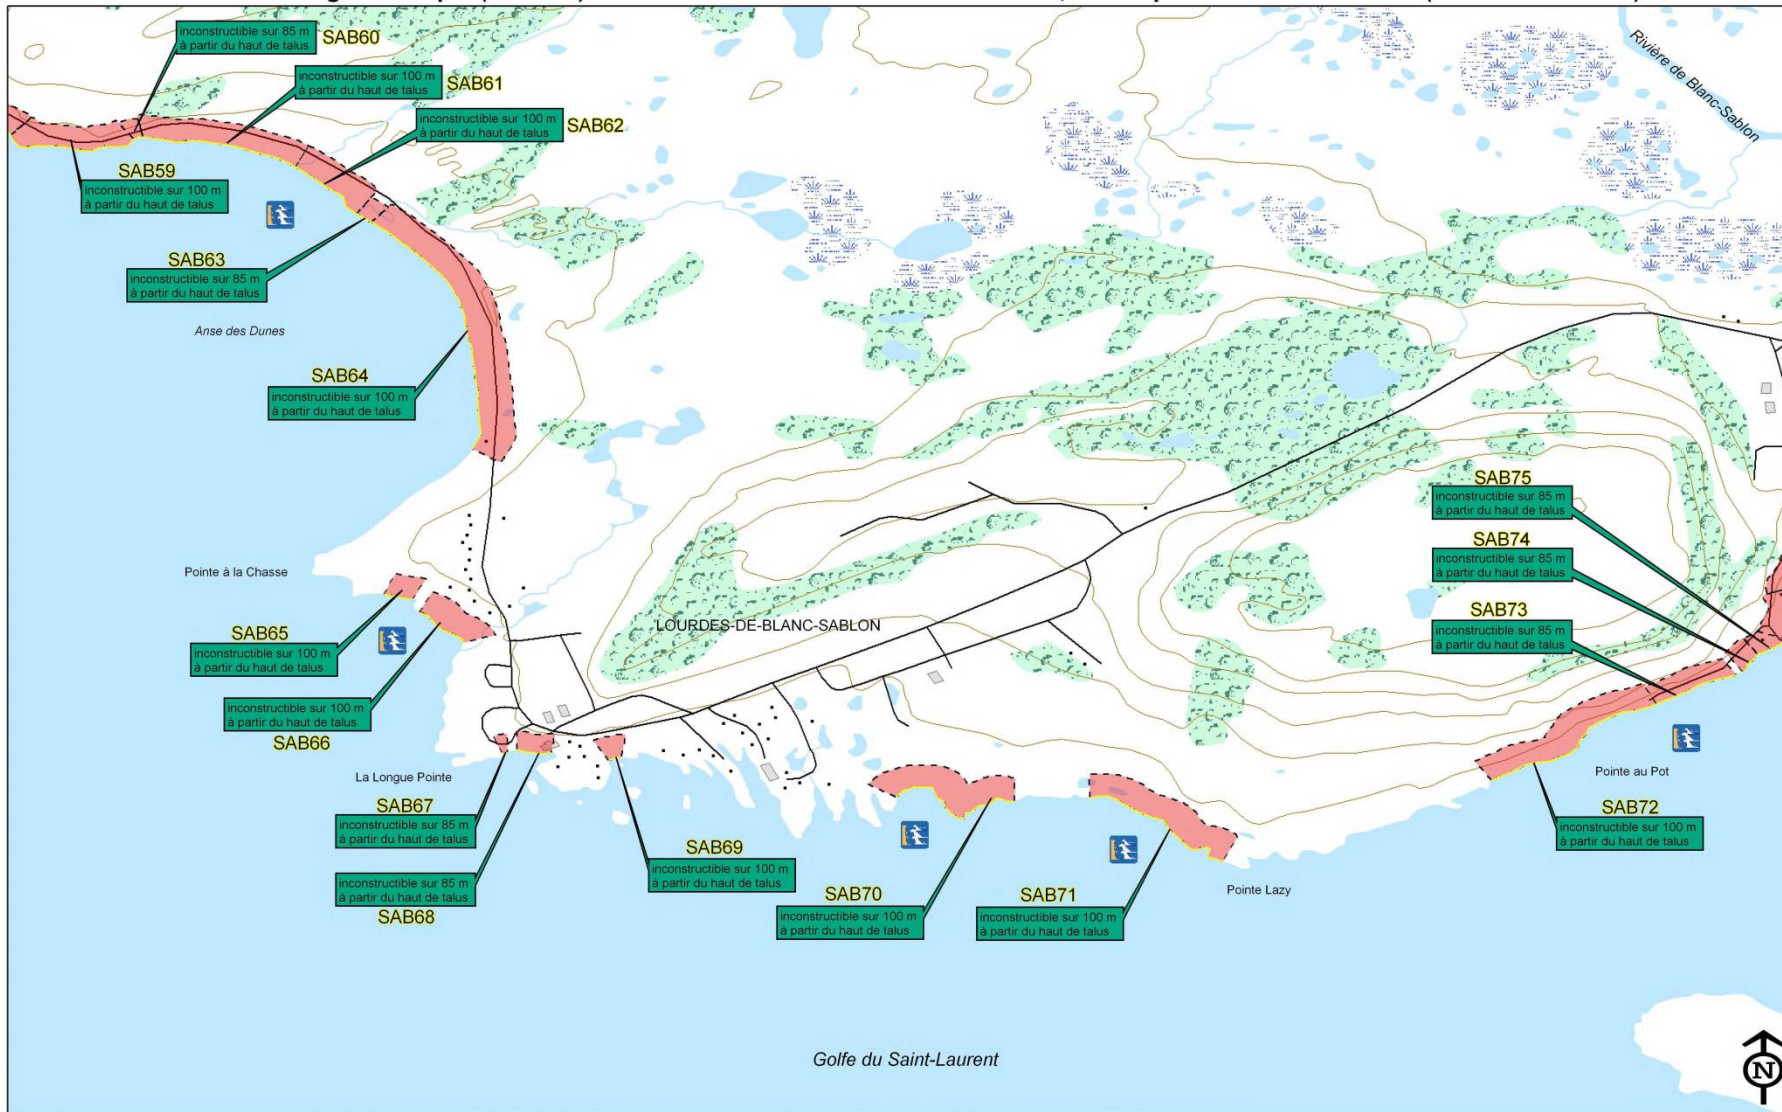 inconstructible sur 85 m
à partir du haut de talus
SAB60
inconstructible sur 100 m
à partir du haut de talus
SAB61
inconstructible sur 100 m
à partir du haut de talus
SAB62
Rivière de Blanc-Sablon
SAB59
inconstructible sur 100 m
à partir du haut de talus
SAB63
inconstructible sur 85 m
à partir du haut de talus
Anse des Dunes
SAB64
inconstructible sur 100 m
à partir du haut de talus
SAB75
inconstructible sur 85 m
à partir du haut de talus
SAB74
inconstructible sur 85 m
à partir du haut de talus
SAB73
inconstructible sur 85 m
à partir du haut de talus
Pointe à la Chasse
LOURDES-DE-BLANC-SABLON
SAB65
inconstructible sur 100 m
à partir du haut de talus
inconstructible sur 100 m
à partir du haut de talus
SAB66
La Longue Pointe
Pointe au Pot
SAB67
inconstructible sur 85 m
à partir du haut de talus
SAB72
inconstructible sur 100 m
à partir du haut de talus
SAB69
inconstructible sur 100 m
à partir du haut de talus
inconstructible sur 85 m
à partir du haut de talus
SAB68
SAB70
inconstructible sur 100 m
à partir du haut de talus
SAB71
inconstructible sur 100 m
à partir du haut de talus
Pointe Lazy
Golfe du Saint-Laurent
N